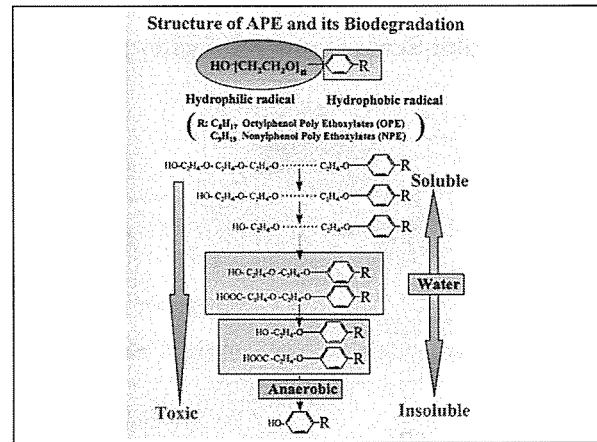 Structure of APE and its Biodegradation
HO-[CH₂CH₂O]n R
Hydrophilic radical Hydrophobic radical
(R: C₈H₁₇ Octylphenol Poly Ethoxylates (OPE)
C₉H₁₉ Nonylphenol Poly Ethoxylates (NPE))
HO-C₂H₄-O-C₂H₄-O-C₂H₄-O········C₂H₄-O R
Soluble
HO-C₂H₄-O-C₂H₄-O········C₂H₄-O R
HO-C₂H₄-O········C₂H₄-O R
HO-C₂H₄-O-C₂H₄-O R
Water
HOOC-C₂H₄-O-C₂H₄-O R
HO-C₂H₄-O R
HOOC-C₂H₄-O R
Anaerobic
Toxic HO R Insoluble